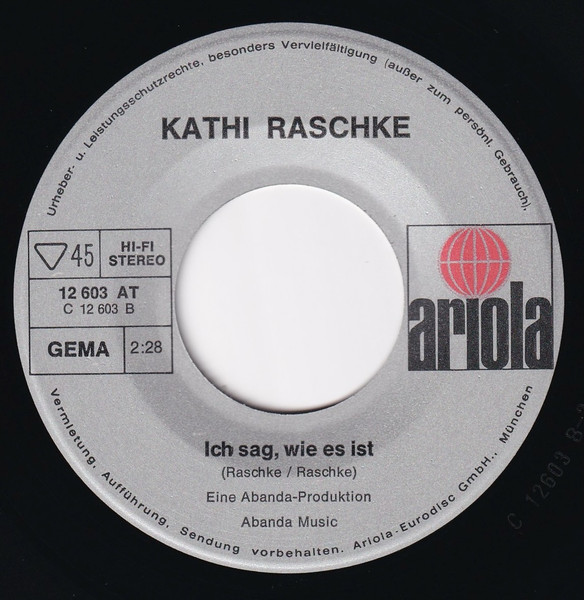 Urheber- u. Leistungsschutzrechte, besonders Vervielfältigung (außer zum persönl. Gebrauch),
KATHI RASCHKE
45
HI-FI
STEREO
12 603 AT
C 12 603 B
GEMA
2:28
ariola
Ich sag, wie es ist
(Raschke / Raschke)
Eine Abanda-Produktion
Abanda Music
Vermietung, Aufführung, Sendung vorbehalten. Ariola-Eurodisc GmbH., München
C 12603 B-